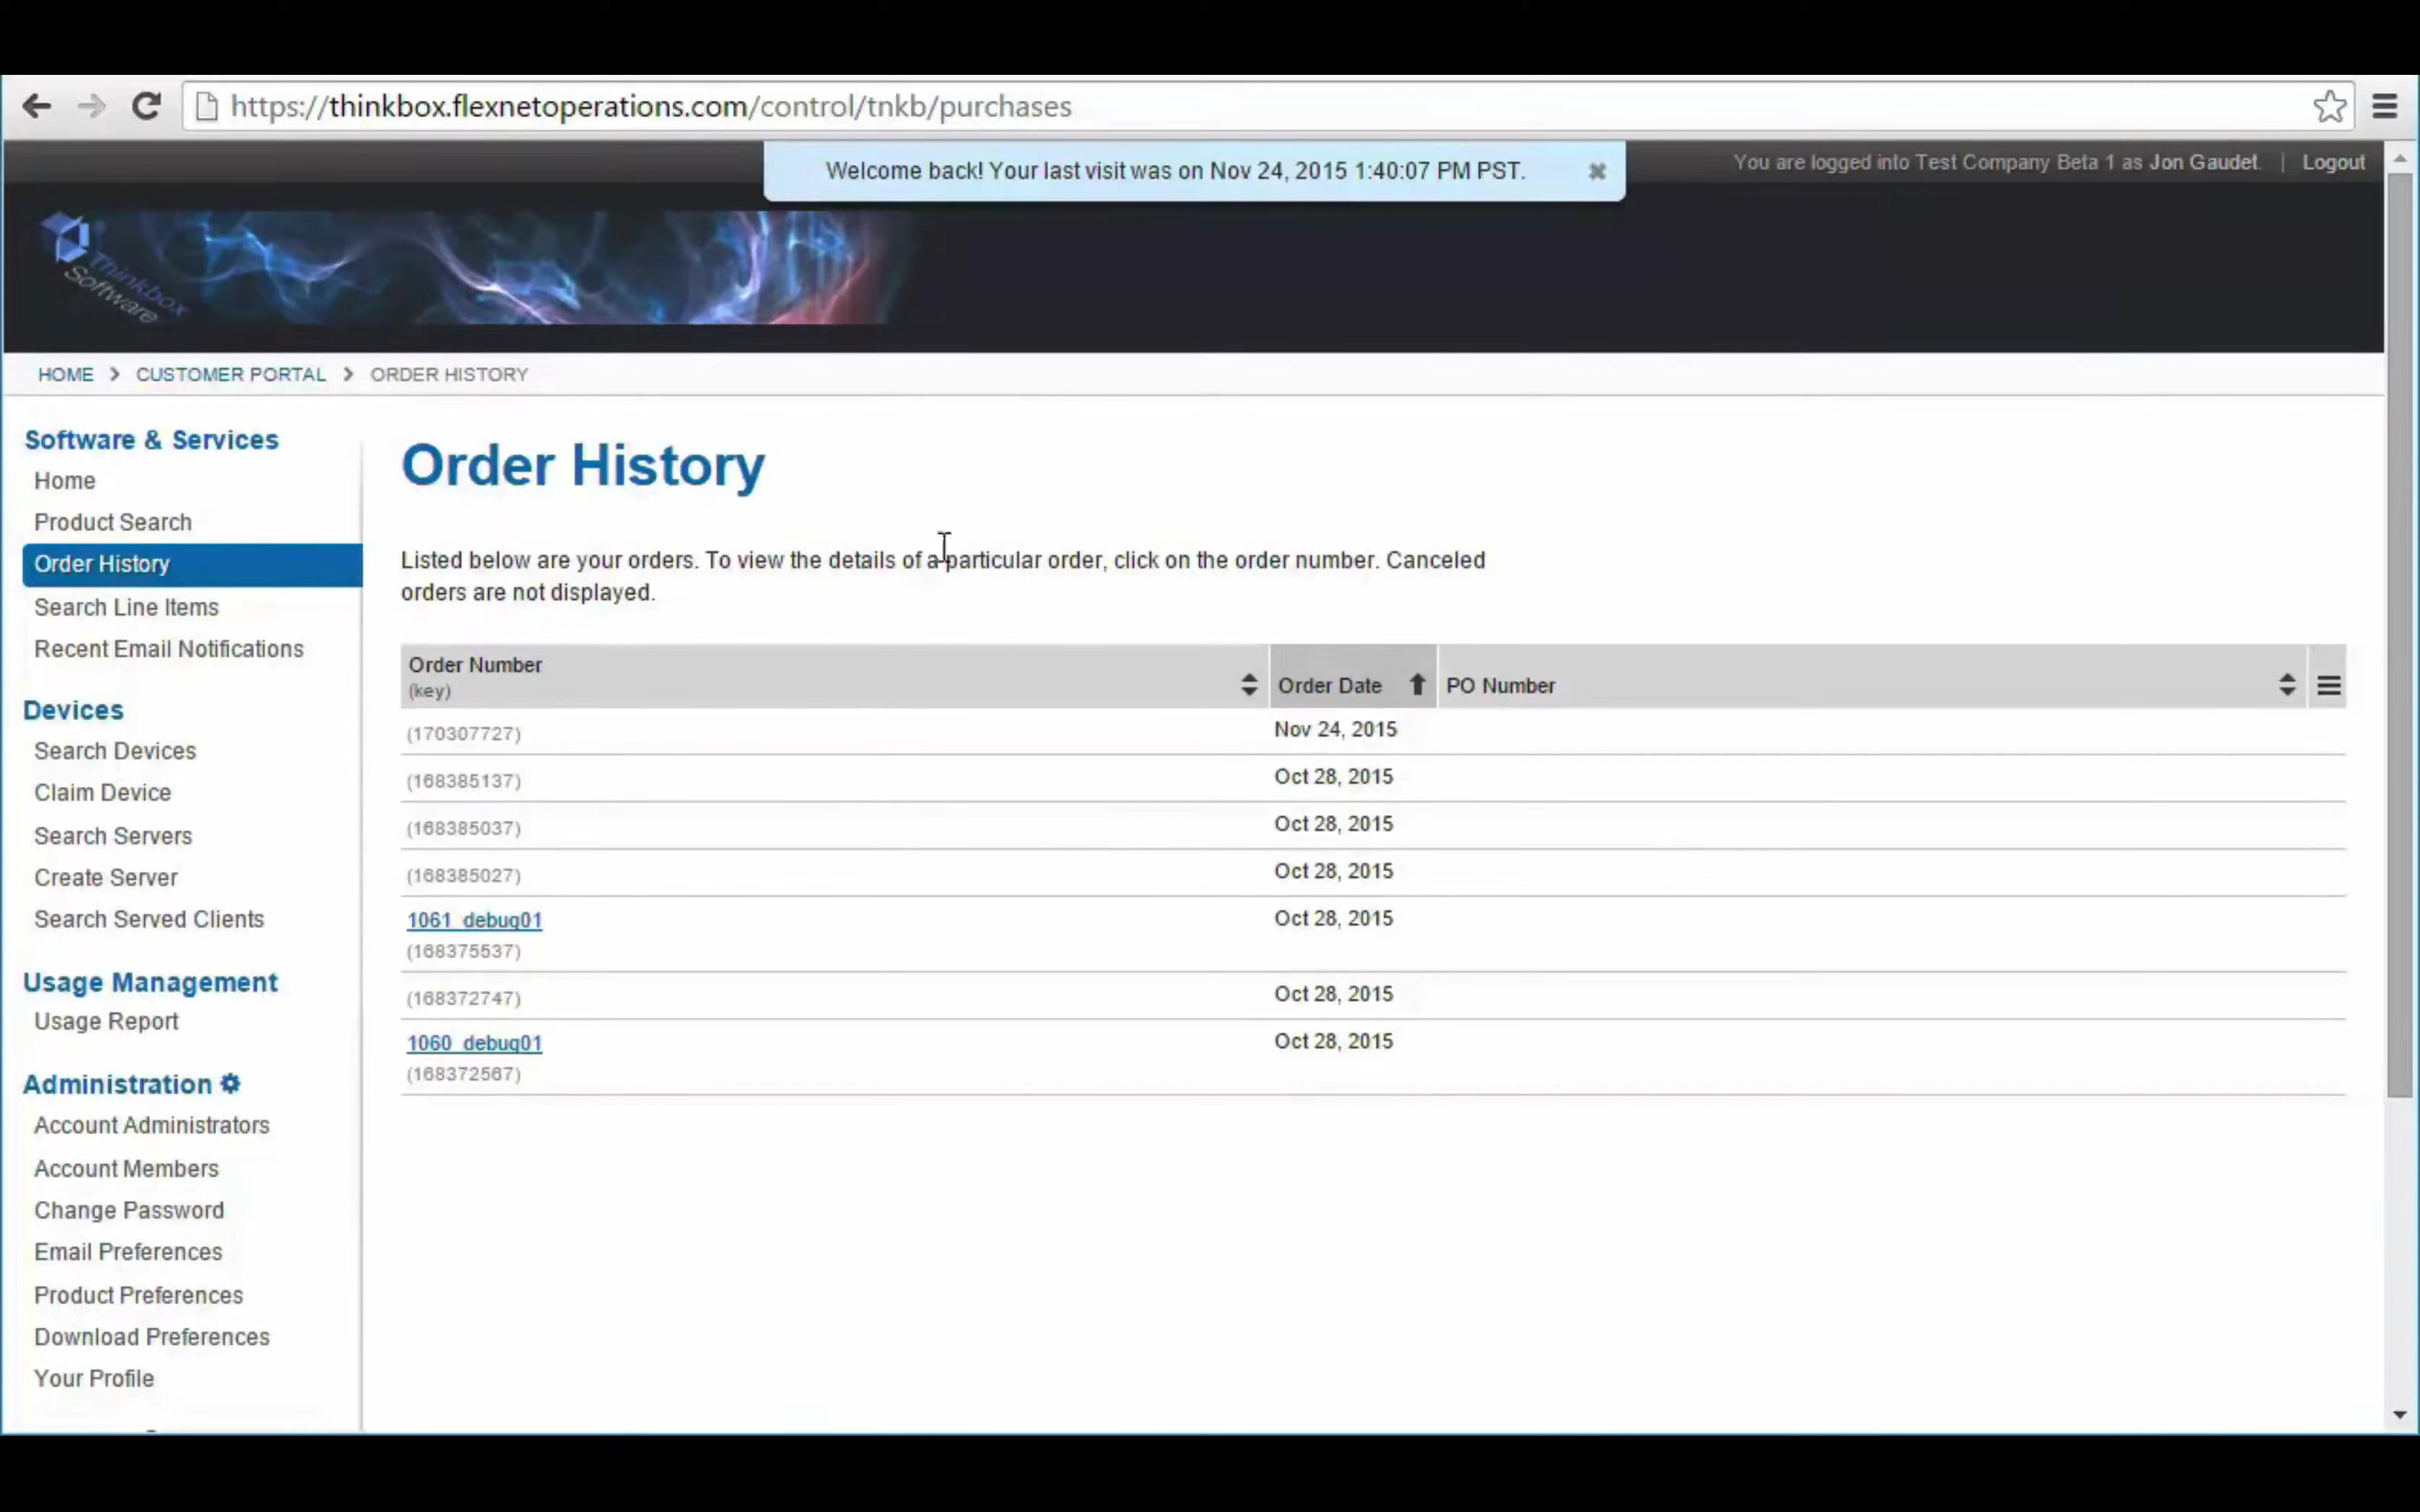 https://thinkbox.flexnetoperations.com/control/tnkb/purchases
Welcome back! Your last visit was on Nov 24, 2015 1:40:07 PM PST.
You are logged into Test Company Beta 1 as Jon Gaudet. | Logout
Thinkbox
Software
HOME > CUSTOMER PORTAL > ORDER HISTORY
Software & Services
Home
Product Search
Order History
Search Line Items
Recent Email Notifications
Devices
Search Devices
Claim Device
Search Servers
Create Server
Search Served Clients
Usage Management
Usage Report
Administration
Account Administrators
Account Members
Change Password
Email Preferences
Product Preferences
Download Preferences
Your Profile
Order History
Listed below are your orders. To view the details of a particular order, click on the order number. Canceled
orders are not displayed.
Order Number
(key)
Order Date
PO Number
(170307727) Nov 24, 2015
(168385137) Oct 28, 2015
(168385037) Oct 28, 2015
(168385027) Oct 28, 2015
1061_debug01 Oct 28, 2015
(168375537)
(168372747) Oct 28, 2015
1060_debug01 Oct 28, 2015
(168372567)